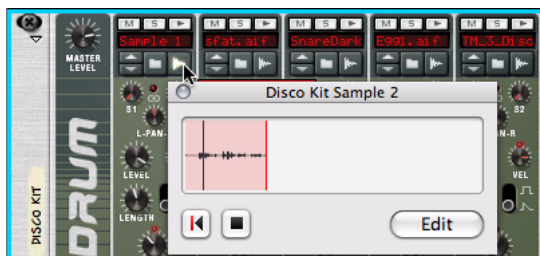 M S M S M S M S M S
Sample 1 sfat.aif SnareDark Egg1.aif TM_3_Disc
MASTER
LEVEL
Disco Kit Sample 2
S1 S2
L-PAN- AN-R
LEVEL VEL
LENGTH
DISCO KIT
DRUM
Edit